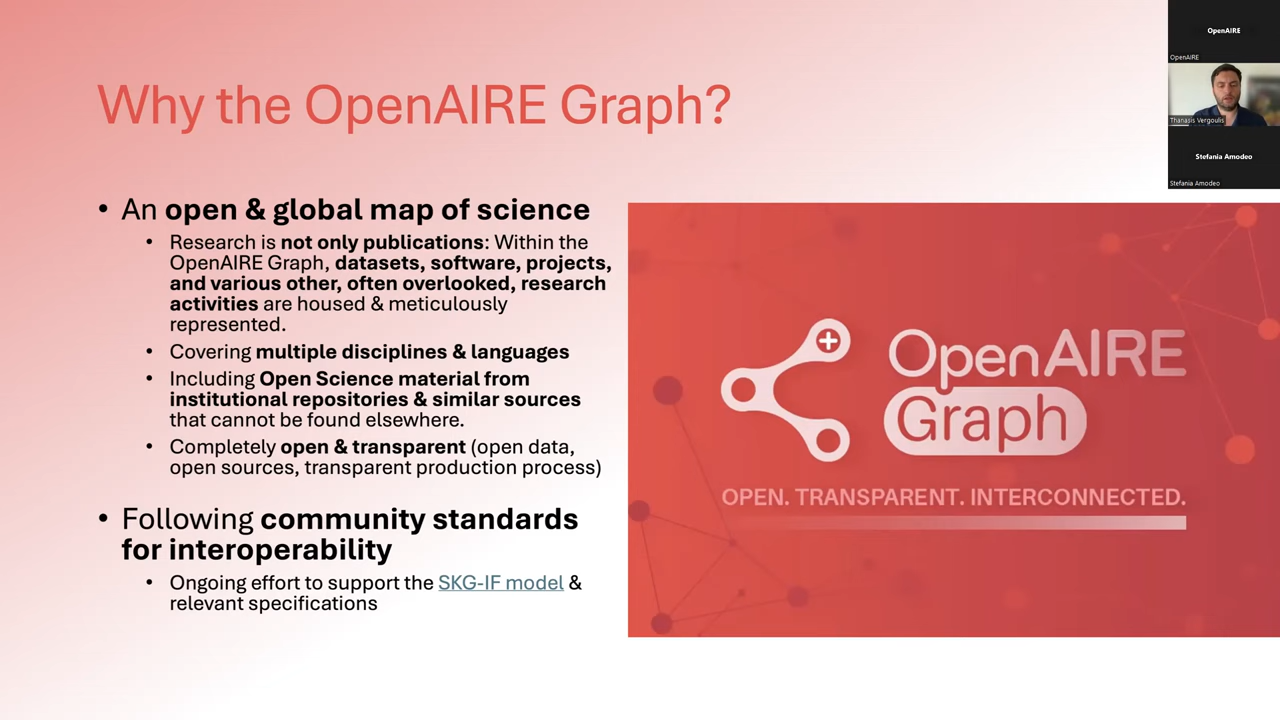 Why the OpenAIRE Graph?
• An open & global map of science
• Research is not only publications: Within the
OpenAIRE Graph, datasets, software, projects,
and various other, often overlooked, research
activities are housed & meticulously
represented.
• Covering multiple disciplines & languages
• Including Open Science material from
institutional repositories & similar sources
that cannot be found elsewhere.
• Completely open & transparent (open data,
open sources, transparent production process)
• Following community standards
for interoperability
• Ongoing effort to support the SKG-IF model &
relevant specifications
OpenAIRE
Graph
OPEN. TRANSPARENT. INTERCONNECTED.
OpenAIRE
OpenAIRE
Thanasis Vergoulis
Stefania Amodeo
Stefania Amodeo